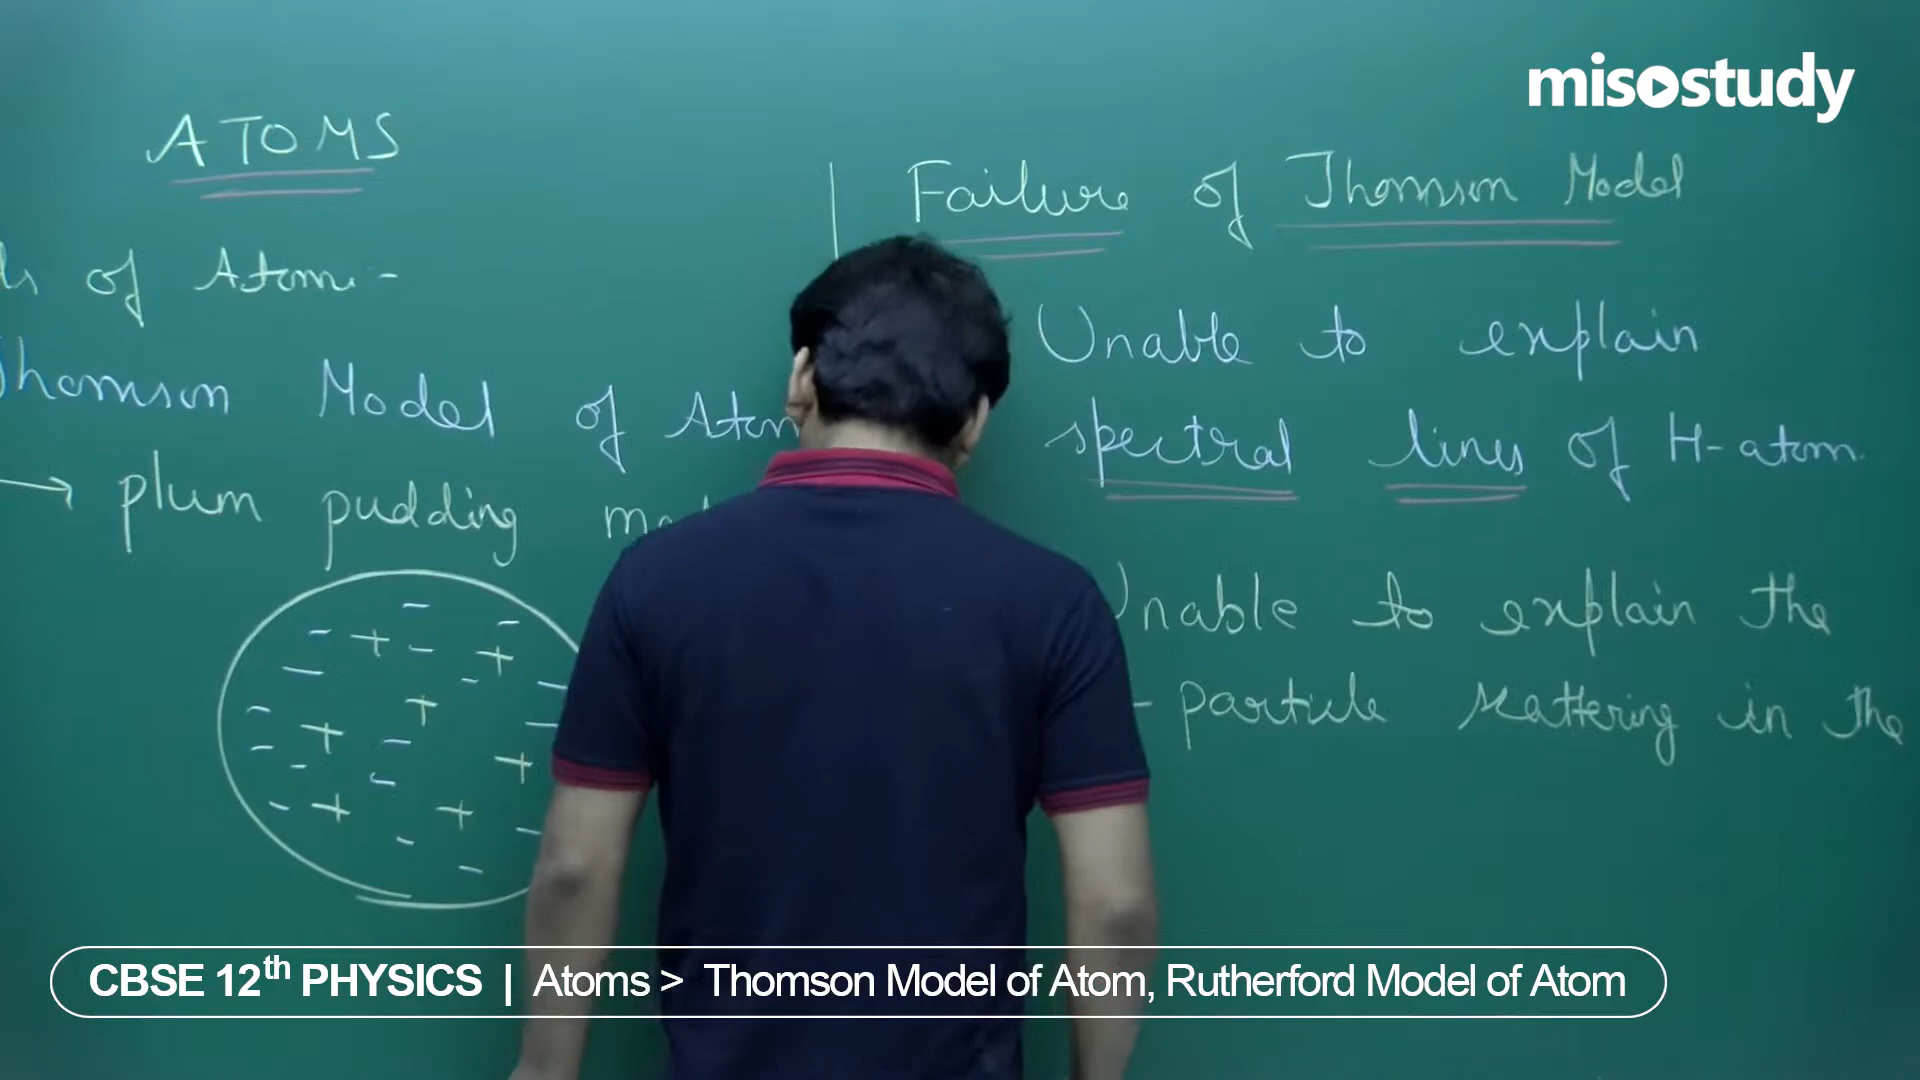 misostudy
ATOMS
of Atom:-
Thomson Model of Atom
→ plum pudding
Failure of Thomson Model
Unable to explain
spectral lines of H-atom.
Unable to explain the
- particle scattering in the
CBSE 12th PHYSICS | Atoms > Thomson Model of Atom, Rutherford Model of Atom